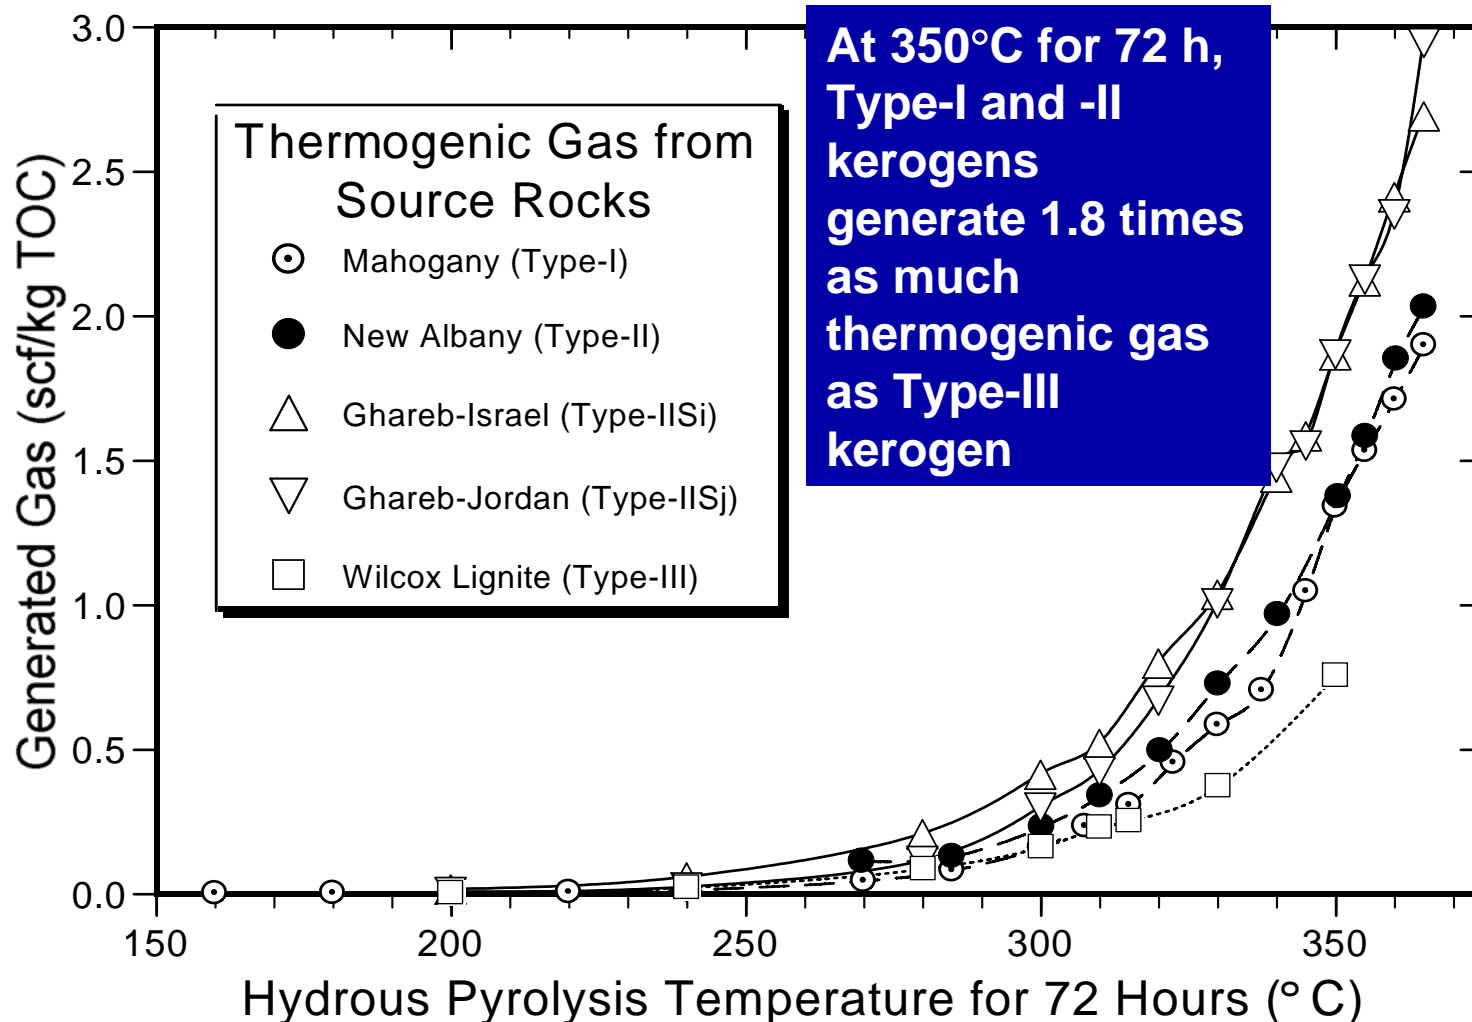 At 350°C for 72 h,
Type-I and -II
kerogens
generate 1.8 times
as much
thermogenic gas
as Type-III
kerogen
Thermogenic Gas from
Source Rocks
Mahogany (Type-I)
New Albany (Type-II)
Ghareb-Israel (Type-IISi)
Ghareb-Jordan (Type-IISj)
Wilcox Lignite (Type-III)
Generated Gas (scf/kg TOC)
3.0
2.5
2.0
1.5
1.0
0.5
0.0
150 200 250 300 350
Hydrous Pyrolysis Temperature for 72 Hours (° C)